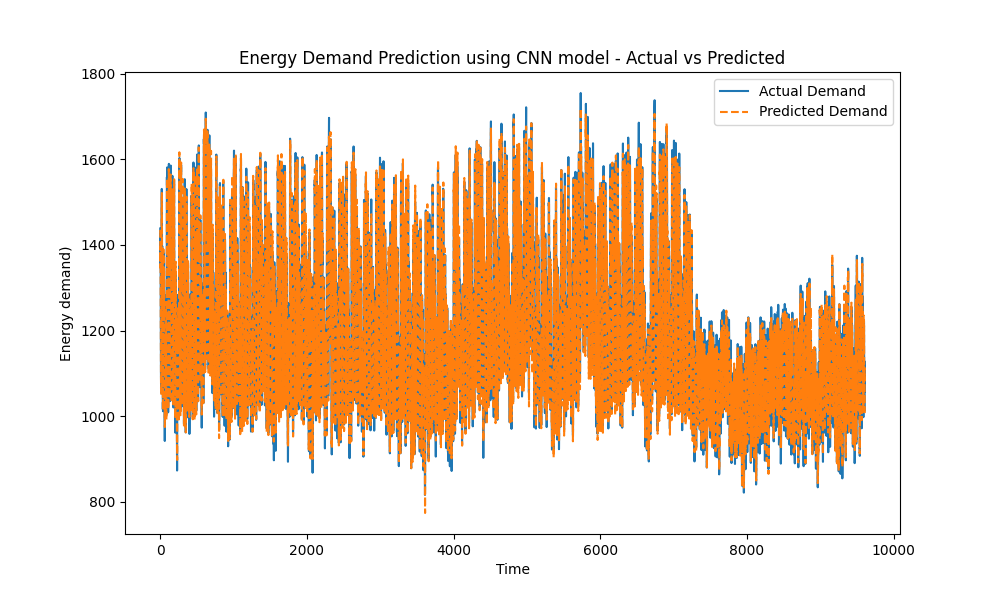 Energy Demand Prediction using CNN model - Actual vs Predicted
Actual Demand
Predicted Demand
Energy demand)
1800
1600
1400
1200
1000
800
0
2000
4000
6000
8000
10000
Time